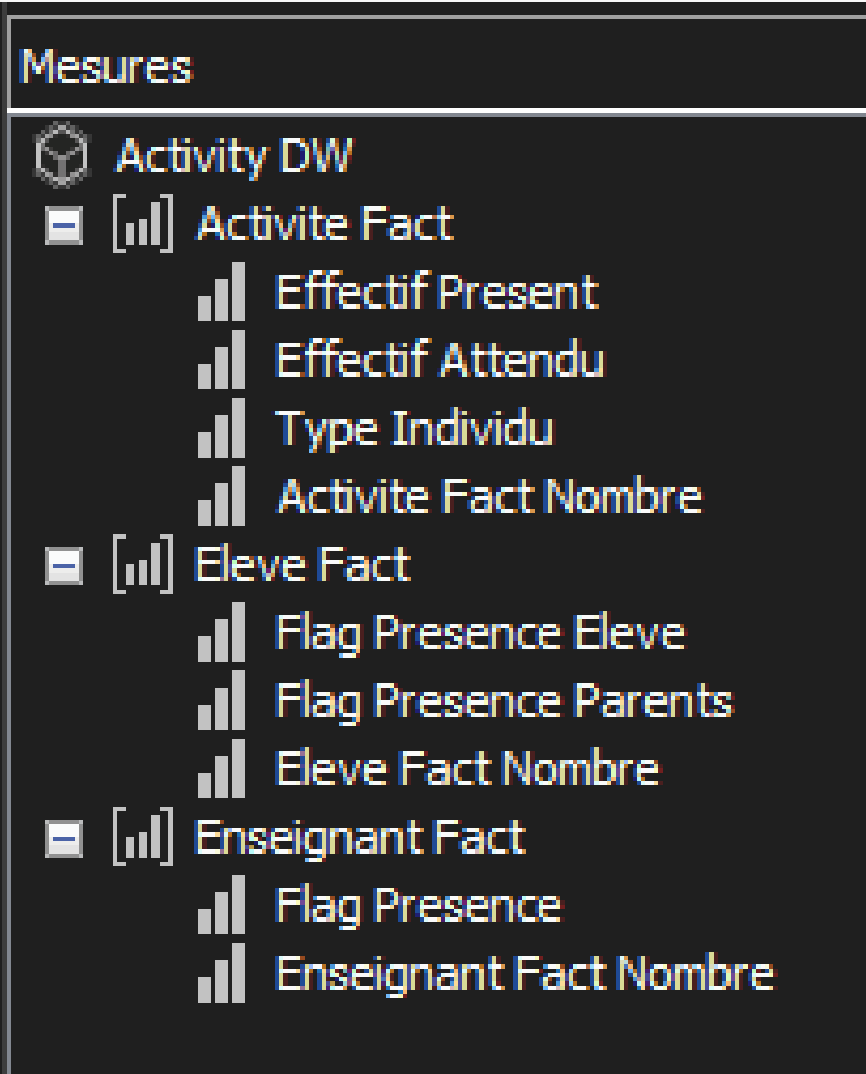 Mesures
Activity DW
Activite Fact
Effectif Present
Effectif Attendu
Type Individu
Activite Fact Nombre
Eleve Fact
Flag Presence Eleve
Flag Presence Parents
Eleve Fact Nombre
Enseignant Fact
Flag Presence
Enseignant Fact Nombre